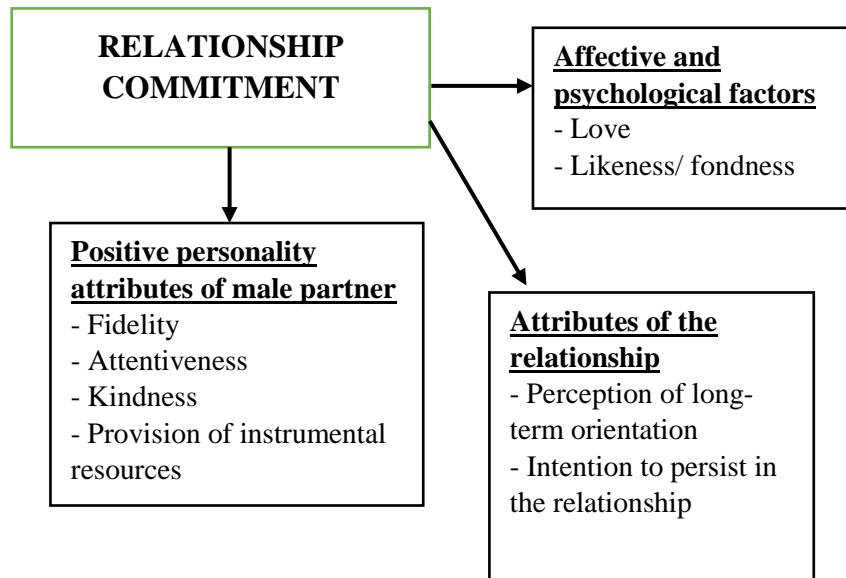 RELATIONSHIP
COMMITMENT
Affective and
psychological factors
- Love
- Likeness/ fondness
Positive personality
attributes of male partner
- Fidelity
- Attentiveness
- Kindness
- Provision of instrumental
resources
Attributes of the
relationship
- Perception of long-
term orientation
- Intention to persist in
the relationship